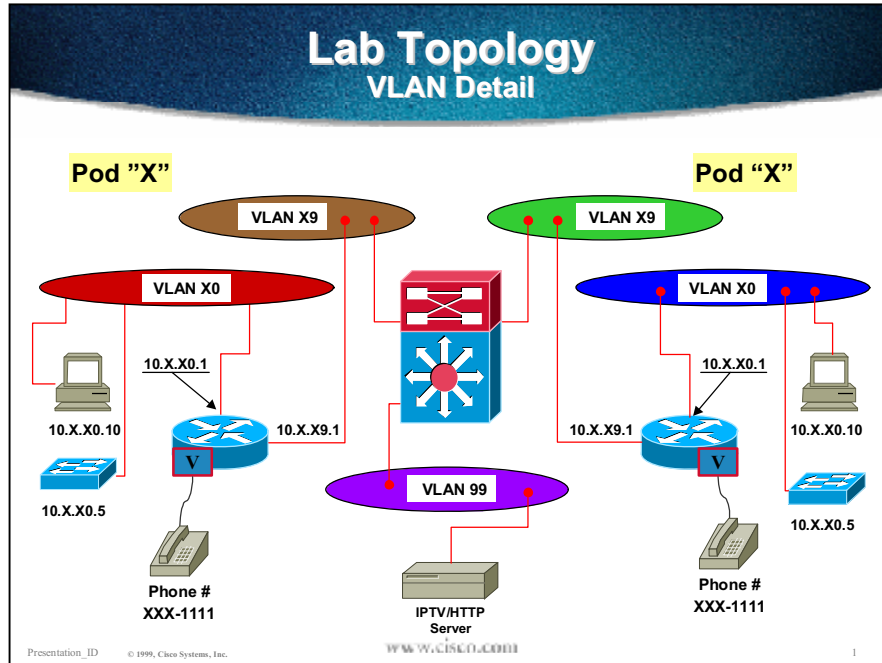 Lab Topology
VLAN Detail
Pod ”X”
Pod “X”
VLAN X9
VLAN X9
VLAN X0
VLAN X0
10.X.X0.1
10.X.X0.1
10.X.X0.10
10.X.X9.1
10.X.X9.1
10.X.X0.10
V
V
10.X.X0.5
VLAN 99
10.X.X0.5
Phone #
XXX-1111
IPTV/HTTP
Server
Phone #
XXX-1111
Presentation_ID
© 1999, Cisco Systems, Inc.
www.cisco.com
1